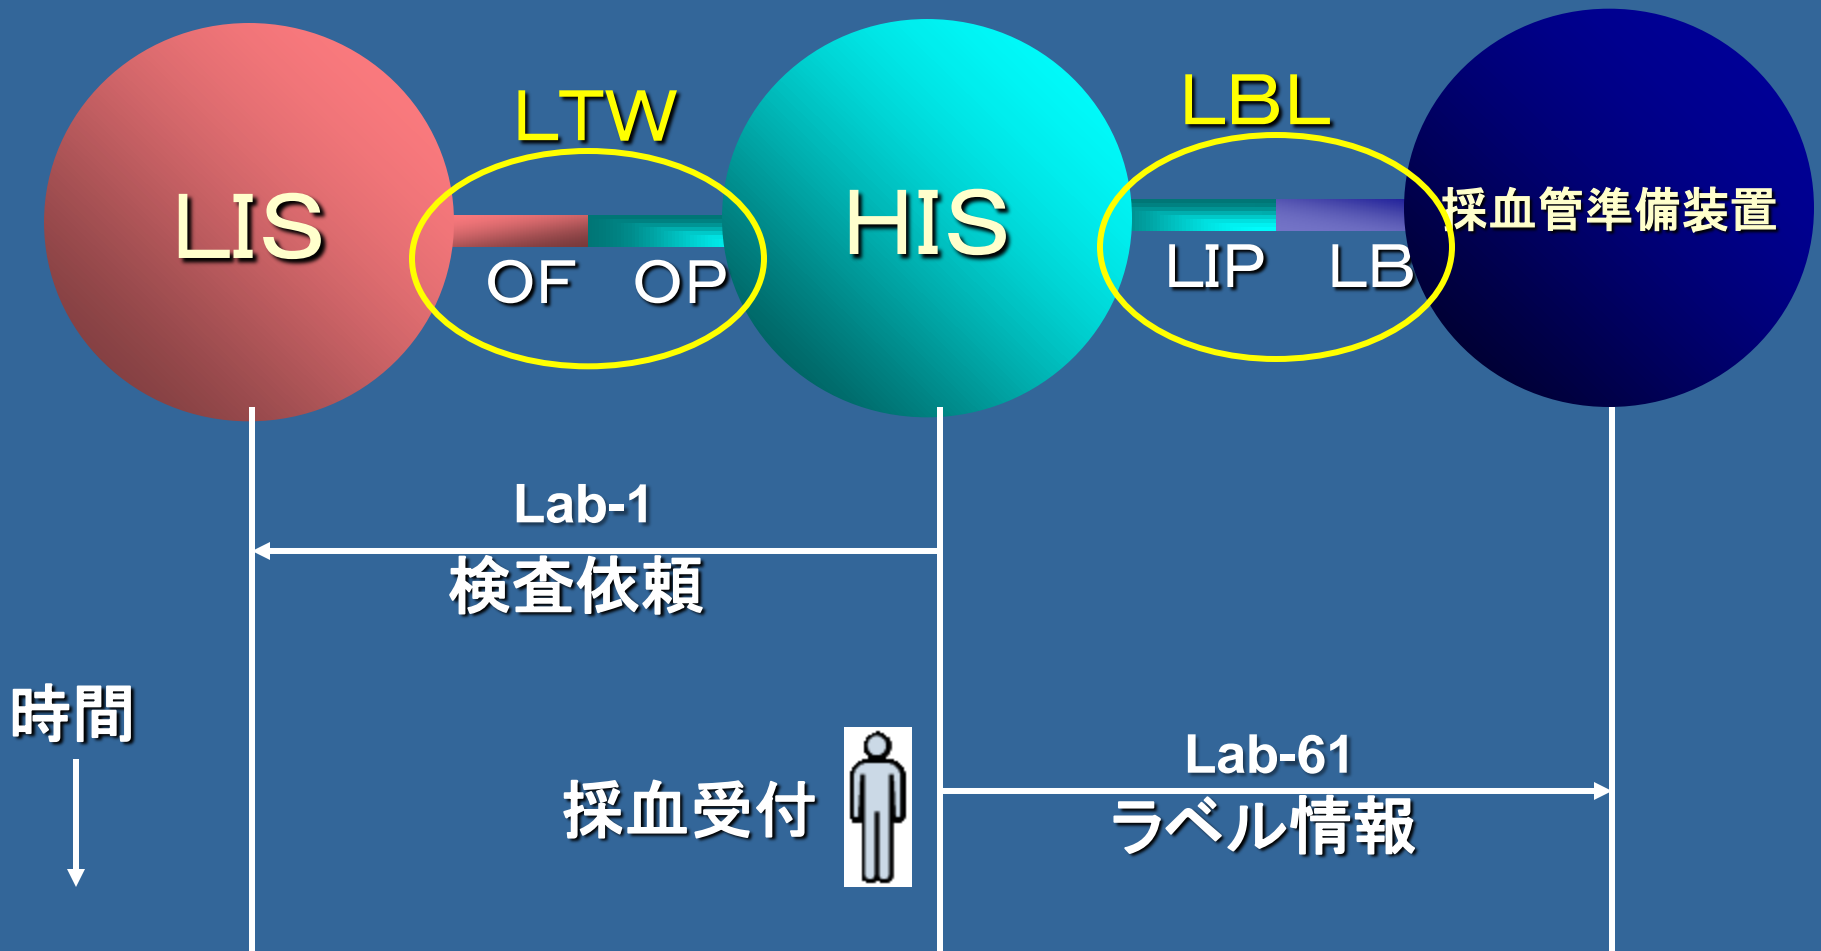 LTW
LBL
LIS
HIS
採血管準備装置
OF
OP
LIP
LB
Lab-1
検査依頼
時間
採血受付
Lab-61
ラベル情報